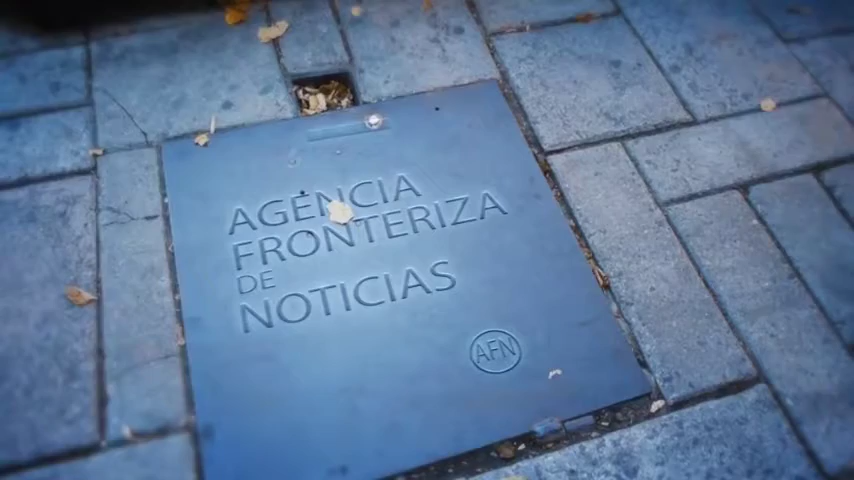 AGENCIA
FRONTERIZA
DE
NOTICIAS
AFN